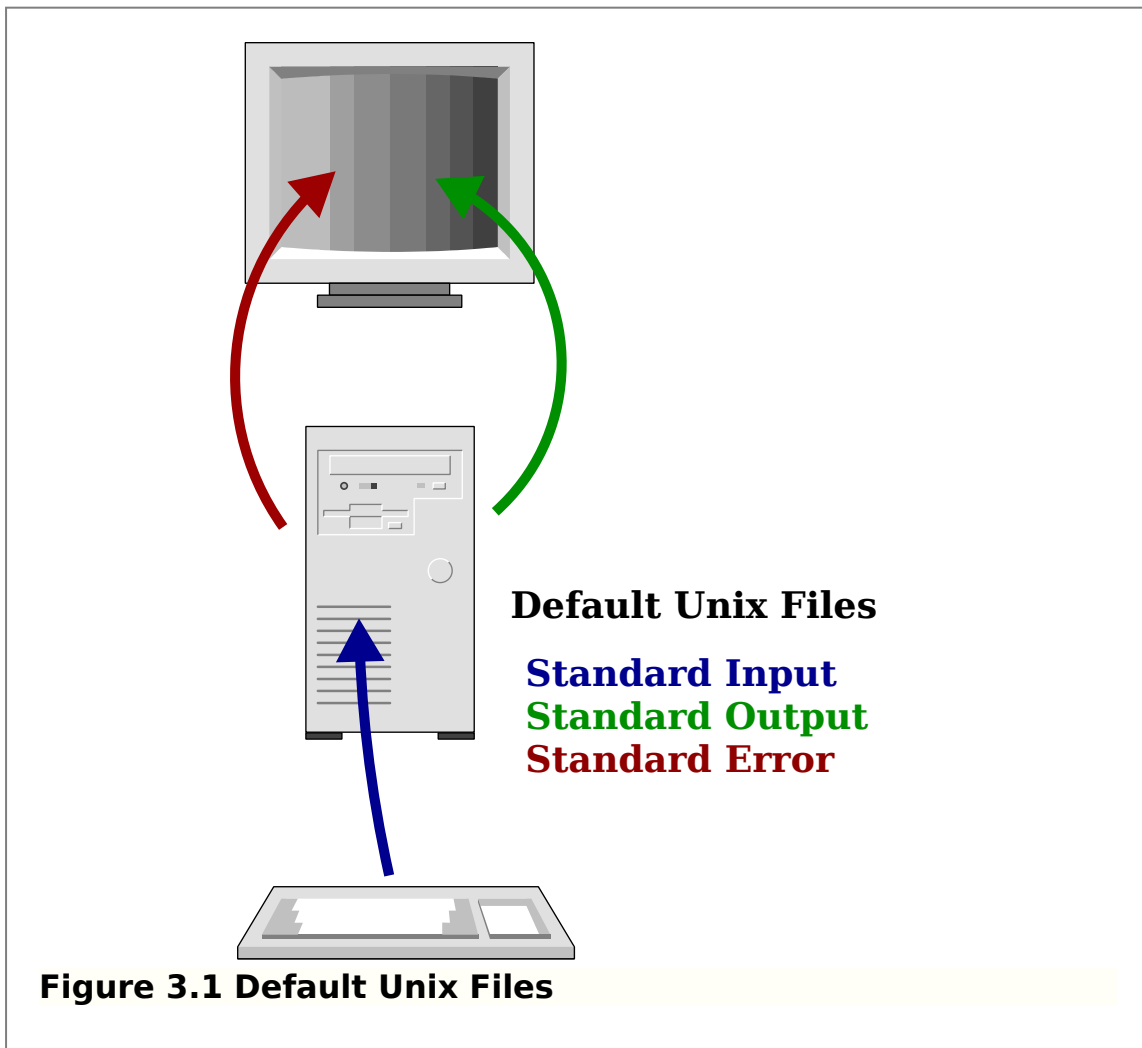 Default Unix Files
Standard Input
Standard Output
Standard Error
Figure 3.1 Default Unix Files